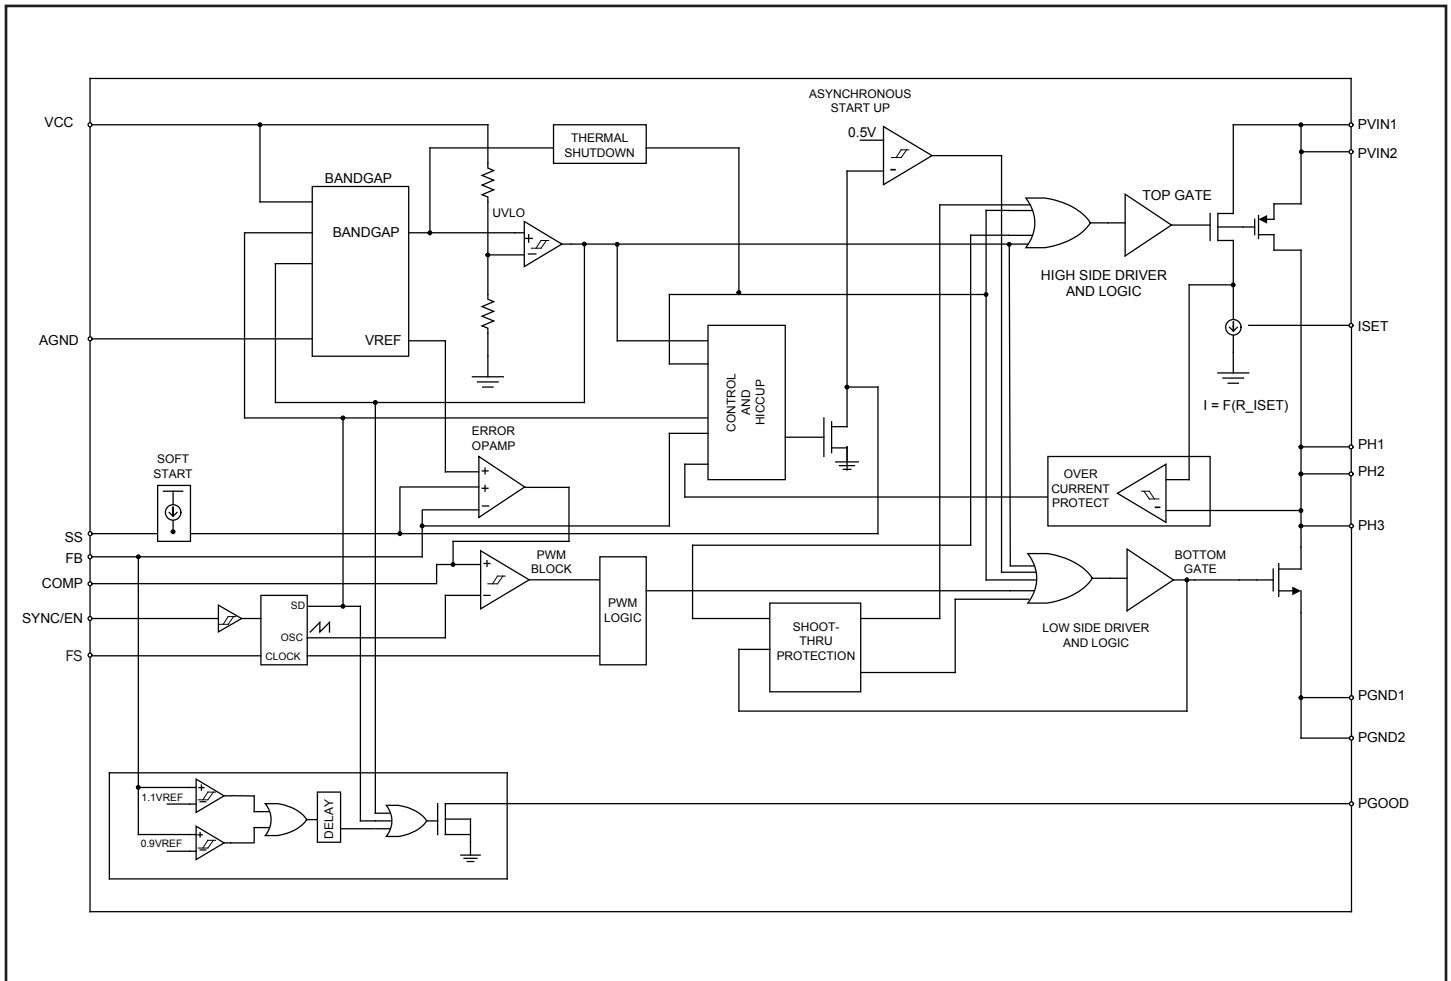 ASYNCHRONOUS
START UP
VCC
0.5V
PVIN1
THERMAL
SHUTDOWN
PVIN2
BANDGAP
TOP GATE
UVLO
BANDGAP
+
-
-
HIGH SIDE DRIVER
AND LOGIC
AGND
VREF
ISET
CONTROL
AND
HICCUP
I = F(R_ISET)
ERROR
OPAMP
PH1
SOFT
START
+
+
-
OVER
CURRENT
PROTECT
-
PH2
SS
PH3
FB
PWM
BLOCK
BOTTOM
GATE
COMP
+
-
SD
PWM
LOGIC
SYNC/EN
OSC
SHOOT-
THRU
PROTECTION
LOW SIDE DRIVER
AND LOGIC
FS
CLOCK
PGND1
PGND2
1.1VREF
+
-
PGOOD
DELAY
0.9VREF
+
-